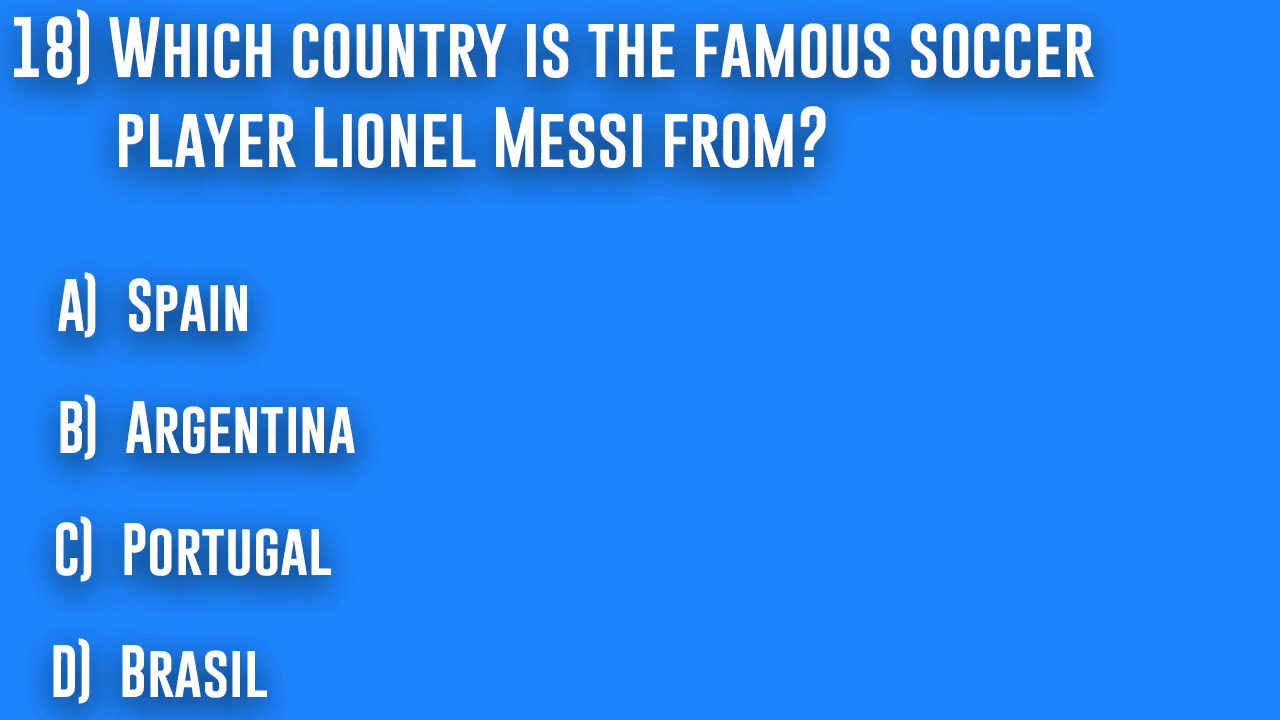 18) Which country is the famous soccer
player Lionel Messi from?
A) Spain
B) Argentina
C) Portugal
D) Brasil